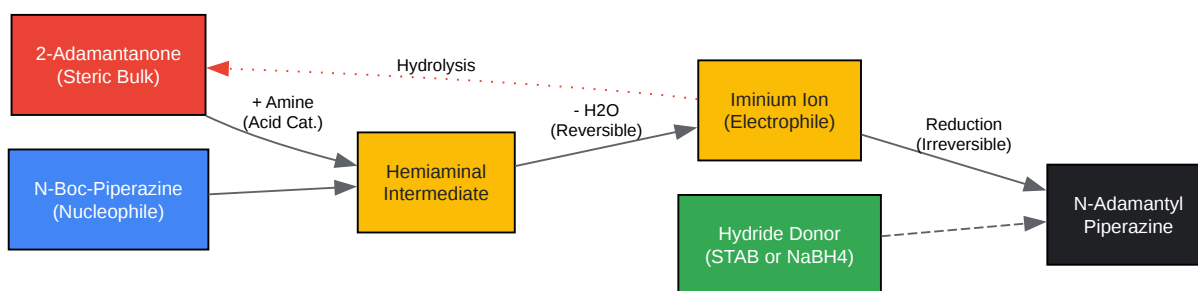 2-Adamantanone
(Steric Bulk)
Hydrolysis
+ Amine
(Acid Cat.)
N-Boc-Piperazine
(Nucleophile)
Hemiaminal
Intermediate
- H2O
(Reversible)
Iminium Ion
(Electrophile)
Reduction
(Irreversible)
Hydride Donor
(STAB or NaBH4)
N-Adamantyl
Piperazine